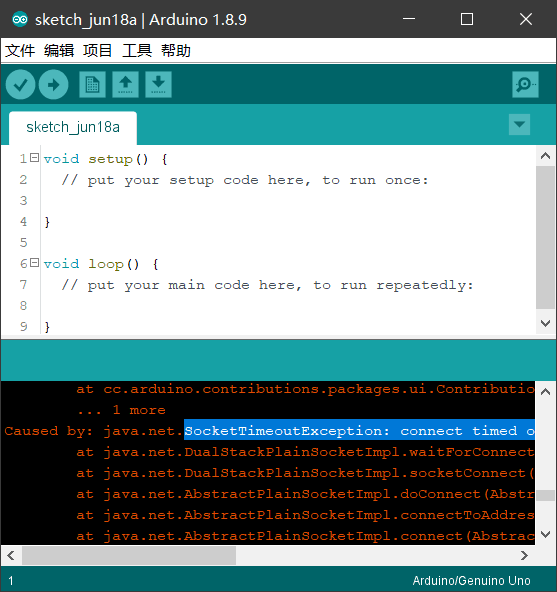 sketch_jun18a | Arduino 1.8.9
文件 编辑 项目 工具 帮助
sketch_jun18a
1 void setup() {
2 // put your setup code here, to run once:
3
4 }
5
6 void loop() {
7 // put your main code here, to run repeatedly:
8
9 }
at cc.arduino.contributions.packages.ui.Contributio
... 1 more
Caused by: java.net.SocketTimeoutException: connect timed o
at java.net.DualStackPlainSocketImpl.waitForConnect
at java.net.DualStackPlainSocketImpl.socketConnect(
at java.net.AbstractPlainSocketImpl.doConnect(Abstr
at java.net.AbstractPlainSocketImpl.connectToAddres
at java.net.AbstractPlainSocketImpl.connect(Abstrac
1 Arduino/Genuino Uno